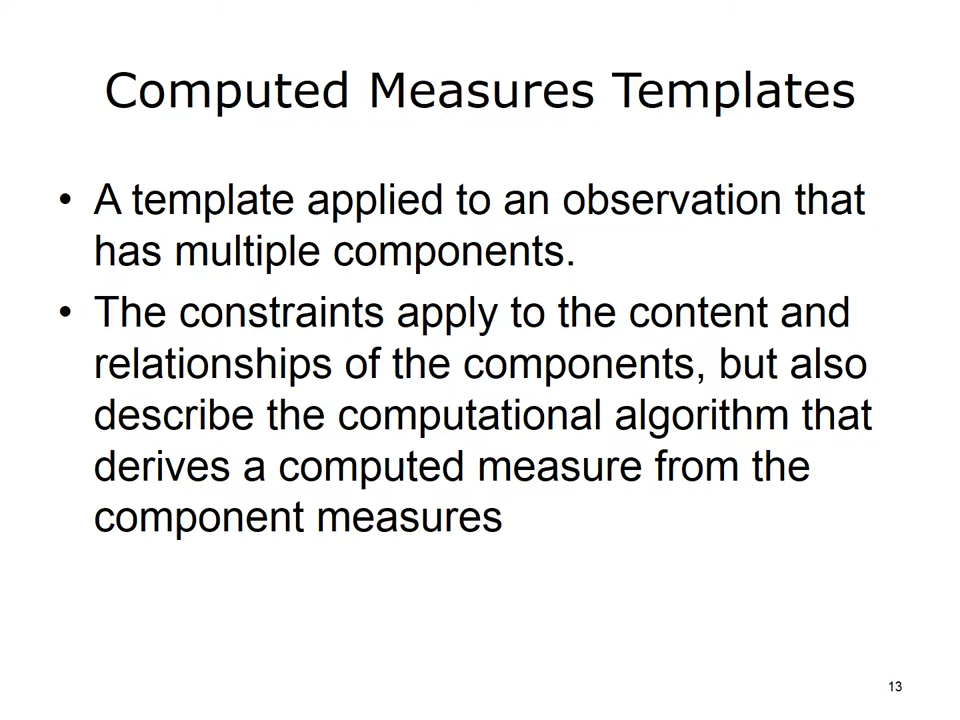 Computed Measures Templates
• A template applied to an observation that
has multiple components.
• The constraints apply to the content and
relationships of the components, but also
describe the computational algorithm that
derives a computed measure from the
component measures
13